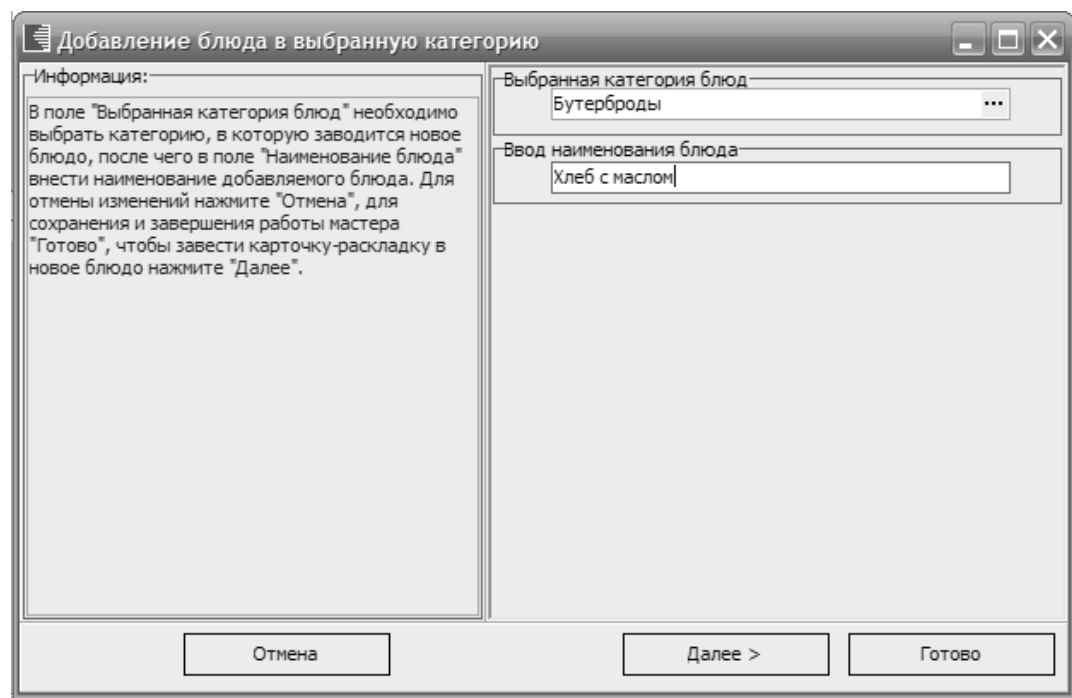 Добавление блюда в выбранную категорию
Информация:
В поле "Выбранная категория блюд" необходимо
выбрать категорию, в которую заводится новое
блюдо, после чего в поле "Наименование блюда"
внести наименование добавляемого блюда. Для
отмены изменений нажмите "Отмена", для
сохранения и завершения работы мастера
"Готово", чтобы завести карточку-раскладку в
новое блюдо нажмите "Далее".
Выбранная категория блюд
Бутерброды ...
Ввод наименования блюда
Хлеб с маслом
Отмена
Далее >
Готово